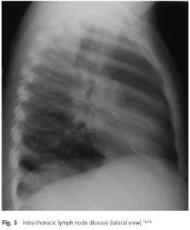 Fig. 3 Intra-thoracic lymph node disease (lateral view).